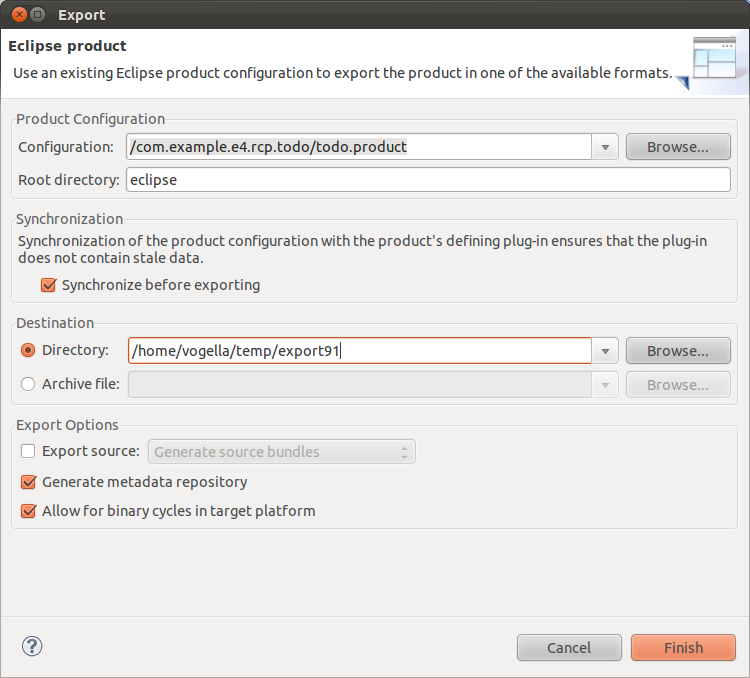 Export
Eclipse product
Use an existing Eclipse product configuration to export the product in one of the available formats.
Product Configuration
Configuration: /com.example.e4.rcp.todo/todo.product Browse...
Root directory: eclipse
Synchronization
Synchronization of the product configuration with the product's defining plug-in ensures that the plug-in
does not contain stale data.
Synchronize before exporting
Destination
Directory: /home/vogella/temp/export91 Browse...
Archive file: Browse...
Export Options
Export source: Generate source bundles
Generate metadata repository
Allow for binary cycles in target platform
? Cancel Finish